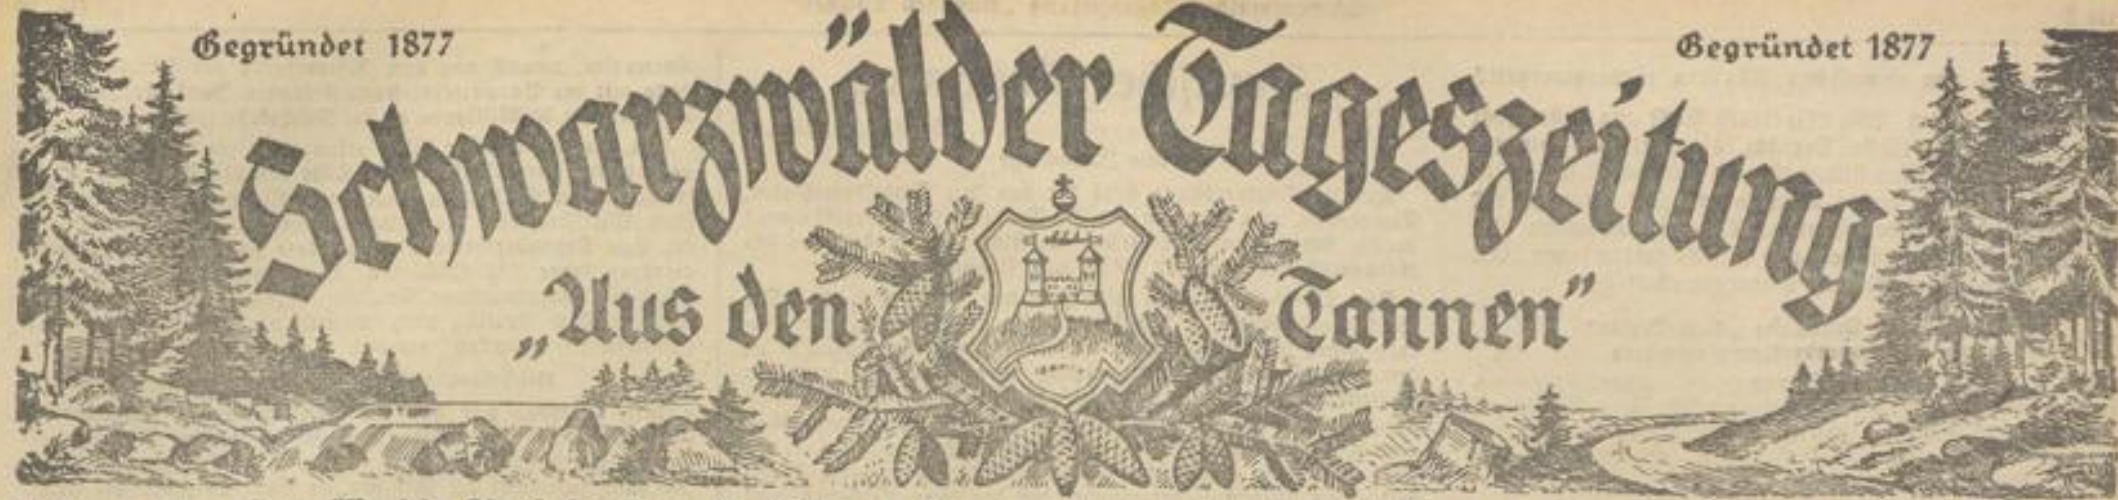 Gegründet 1877
Gegründet 1877
Schwarzwälder Tageszeitung
„Aus den Tannen"